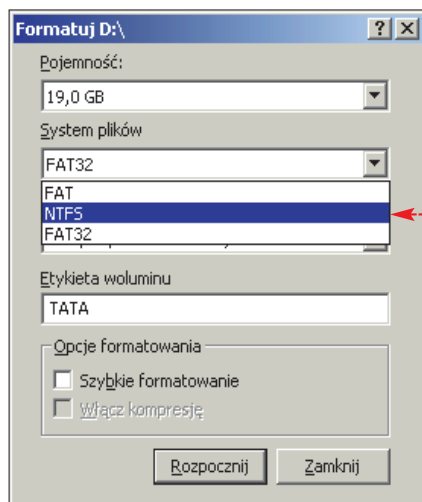 Formatuj D:\
Pojemność:
19,0 GB
System plików
FAT32
FAT
NTFS
FAT32
Etykieta woluminu
TATA
Opcje formatowania
Szybkie formatowanie
Włącz kompresję
Rozpocznij Zamknij